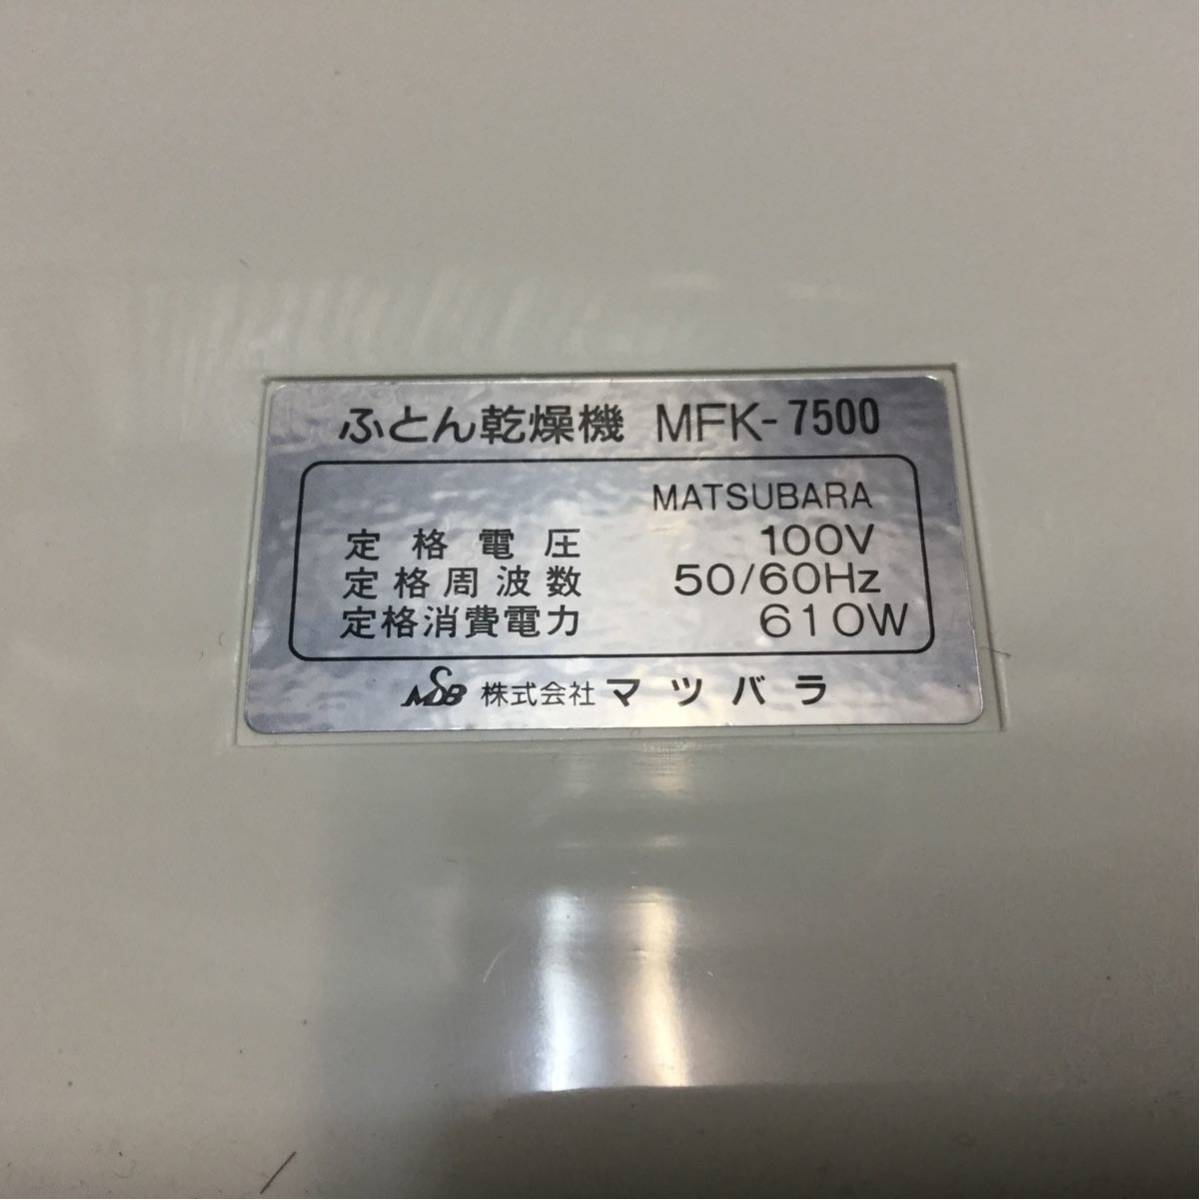 ふとん乾燥機 MFK-7500
MATSUBARA
定格電圧 100V
定格周波数 50/60Hz
定格消費電力 610W
MSB 株式会社マツバラ